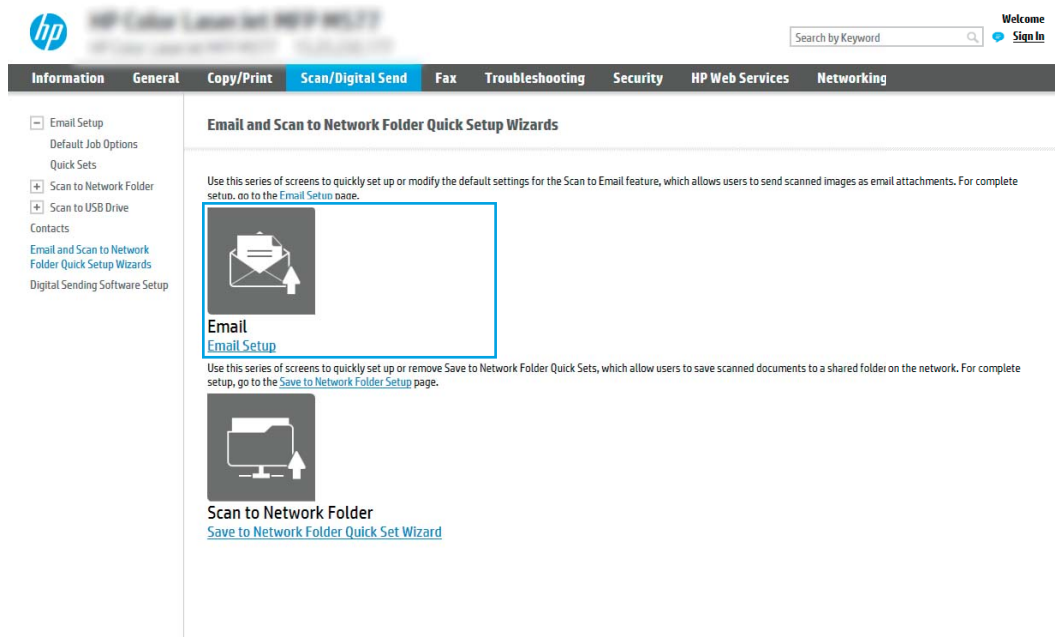 hp
Welcome
Search by Keyword
Sign In
Information General Copy/Print Scan/Digital Send Fax Troubleshooting Security HP Web Services Networking
Email Setup
Default Job Options
Quick Sets
Scan to Network Folder
Scan to USB Drive
Contacts
Email and Scan to Network
Folder Quick Setup Wizards
Digital Sending Software Setup
Email and Scan to Network Folder Quick Setup Wizards
Use this series of screens to quickly set up or modify the default settings for the Scan to Email feature, which allows users to send scanned images as email attachments. For complete
setup, go to the Email Setup page.
Email
Email Setup
Use this series of screens to quickly set up or remove Save to Network Folder Quick Sets, which allow users to save scanned documents to a shared folder on the network. For complete
setup, go to the Save to Network Folder Setup page.
Scan to Network Folder
Save to Network Folder Quick Set Wizard